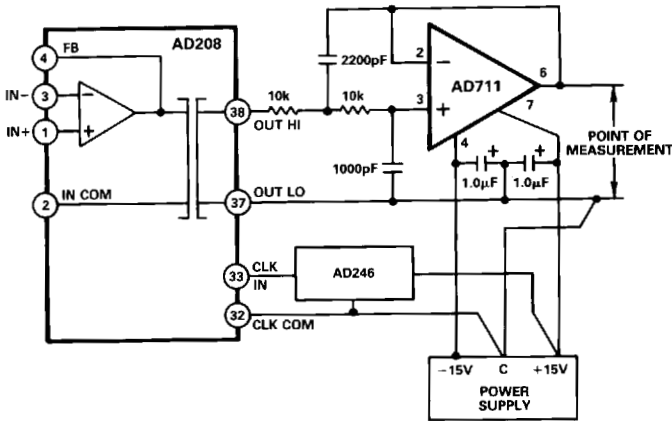 AD208
4
FB
IN−
3
IN+
1
2
IN COM
38
OUT HI
37
OUT LO
33
CLK
IN
32
CLK COM
10k
10k
2200pF
1000pF
2
−
AD711
3
+
6
7
4
+
+
1.0μF
1.0μF
POINT OF
MEASUREMENT
AD246
−15V
C
+15V
POWER
SUPPLY
−
+